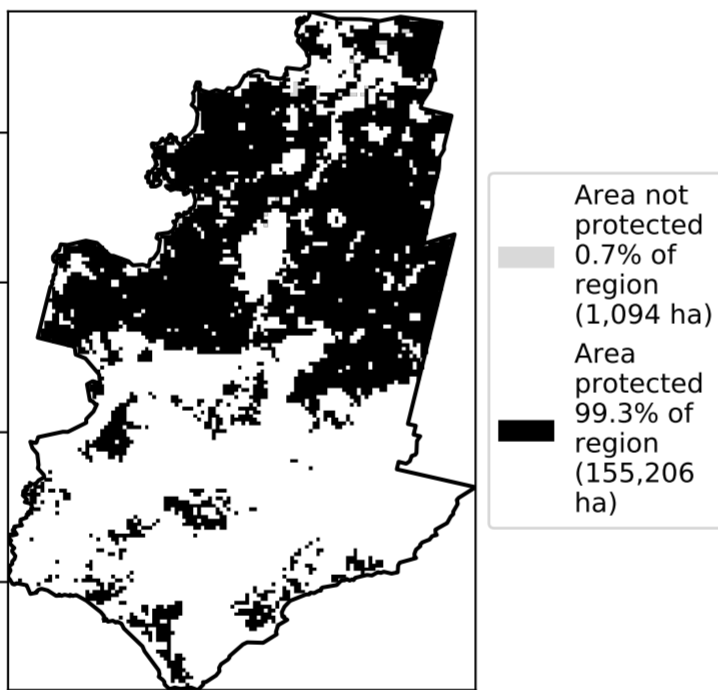 Area not
protected
0.7% of
region
(1,094 ha)
Area
protected
99.3% of
region
(155,206
ha)